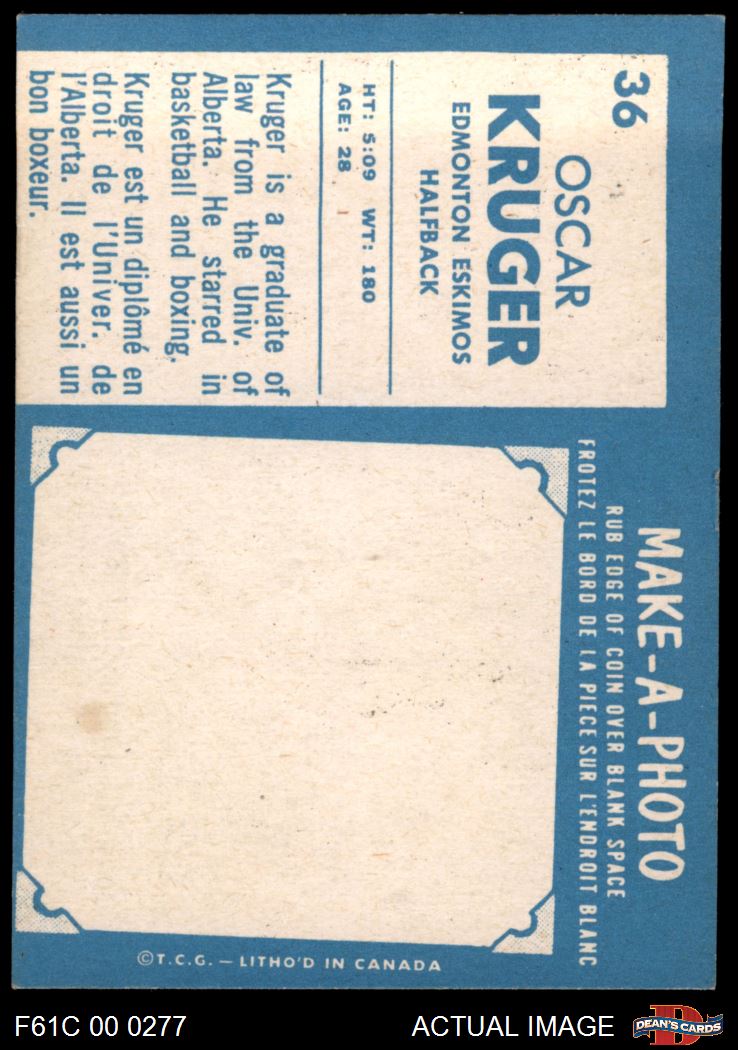 36
OSCAR
KRUGER
EDMONTON ESKIMOS
HALFBACK
HT: 5:09 WT: 180
AGE: 28
Kruger is a graduate of
law from the Univ. of
Alberta. He starred in
basketball and boxing.
Kruger est un diplômé en
droit de l'Univer. de
l'Alberta. Il est aussi un
bon boxeur.
MAKE-A-PHOTO
RUB EDGE OF COIN OVER BLANK SPACE
FROTEZ LE BORD DE LA PIECE SUR L'ENDROIT BLANC
©T.C.G. — LITHO'D IN CANADA
F61C 00 0277
ACTUAL IMAGE
D
DEAN'S CARDS